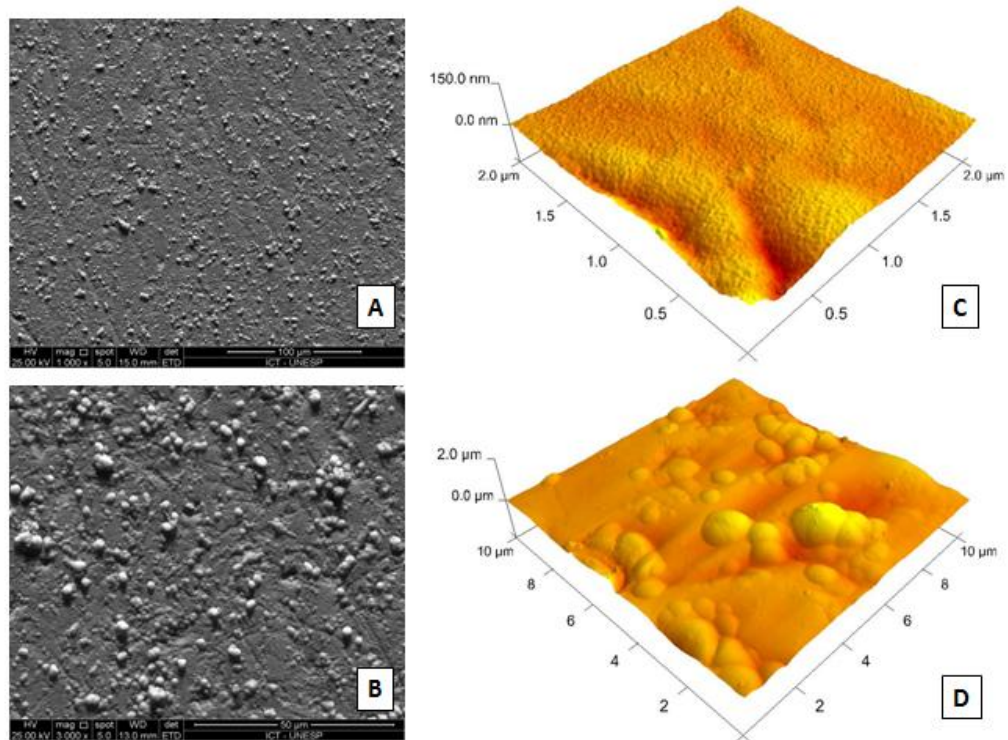 A
HV mag □ spot WD det 100 µm
25.00 kV 1 000 x 5.0 15.0 mm ETD ICT - UNESP
B
HV mag □ spot WD det 50 µm
25.00 kV 3 000 x 5.0 13.0 mm ETD ICT - UNESP
150.0 nm
0.0 nm
2.0 µm
1.5
1.0
0.5
0.5
1.0
1.5
2.0 µm
C
2.0 µm
0.0 µm
10 µm
8
6
4
2
2
4
6
8
10 µm
D